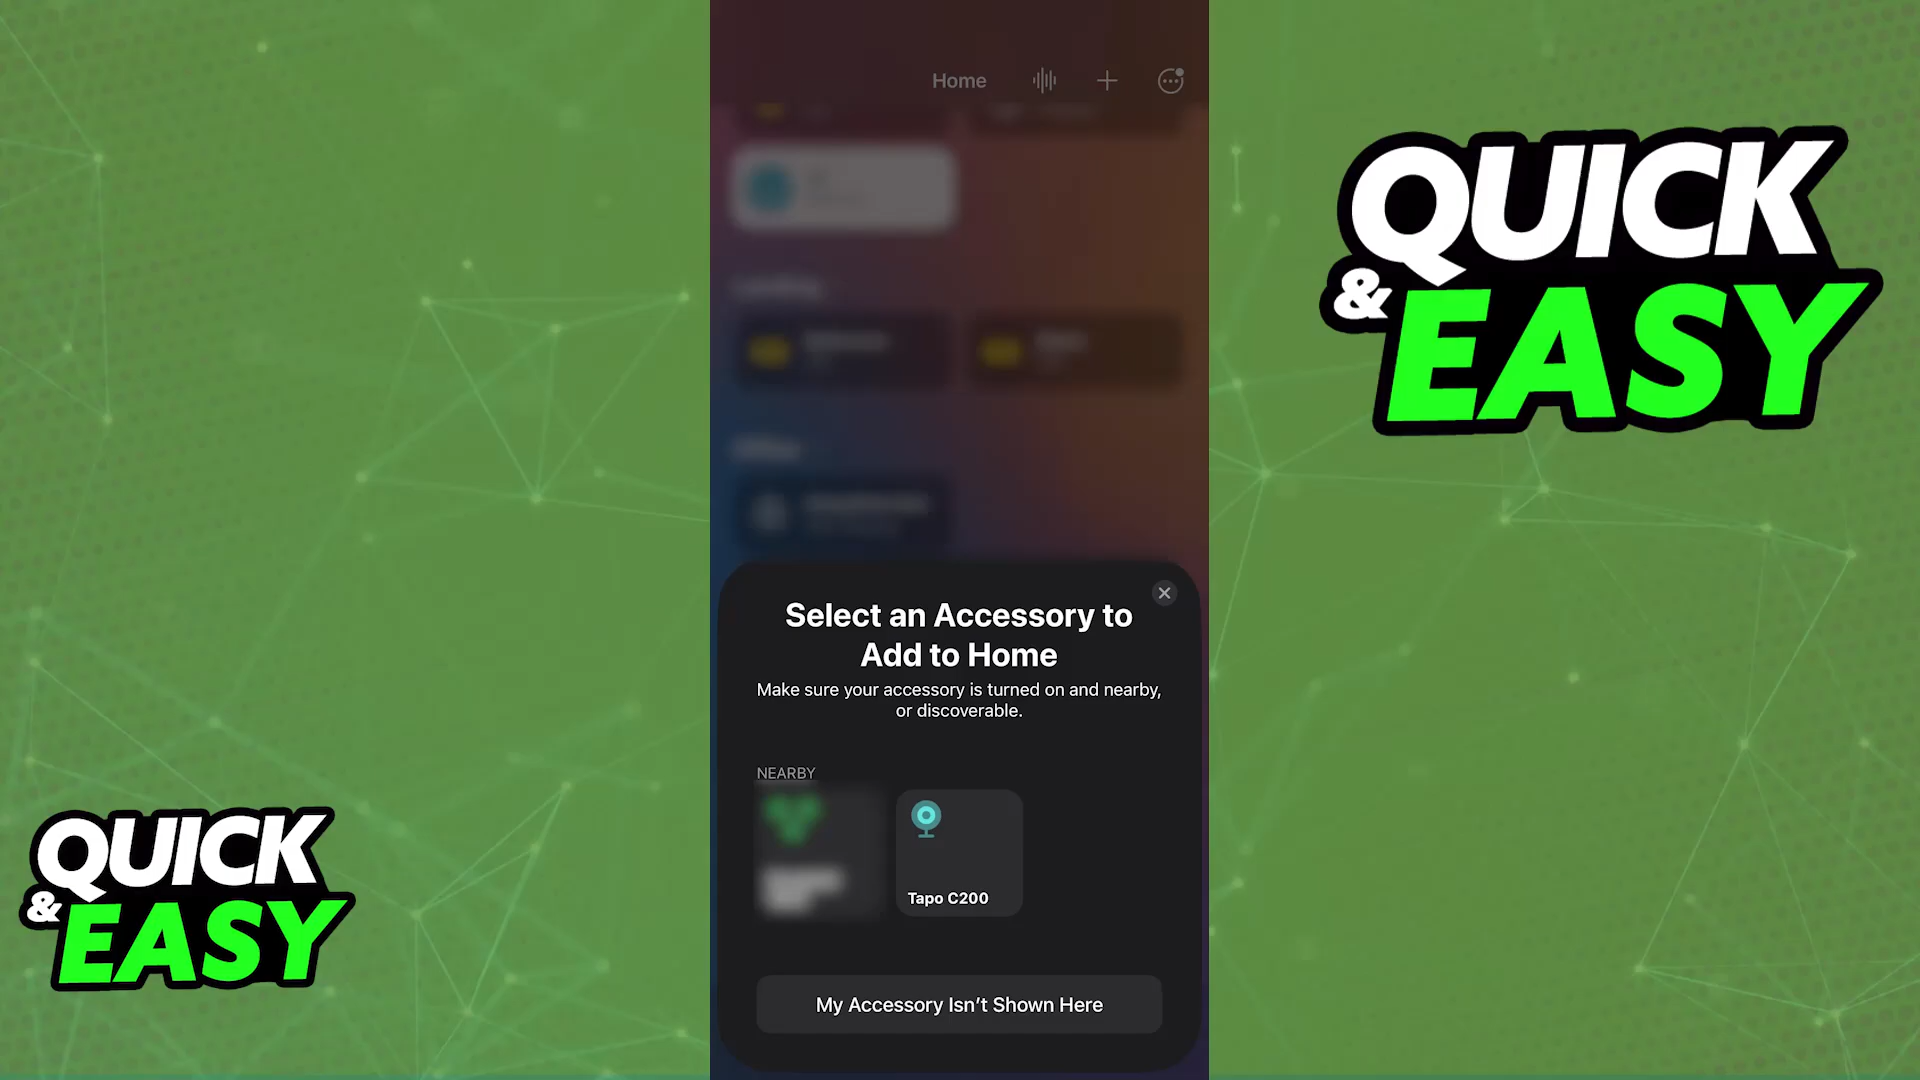 Home
QUICK
& EASY
Select an Accessory to
Add to Home
Make sure your accessory is turned on and nearby,
or discoverable.
NEARBY
Tapo C200
My Accessory Isn’t Shown Here
QUICK
& EASY